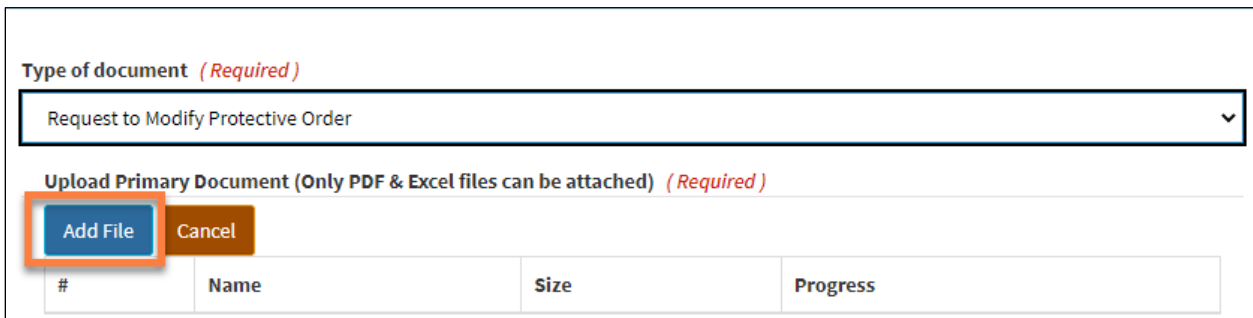 Type of document ( Required )
Request to Modify Protective Order
Upload Primary Document (Only PDF & Excel files can be attached) ( Required )
Add File Cancel
# Name Size Progress